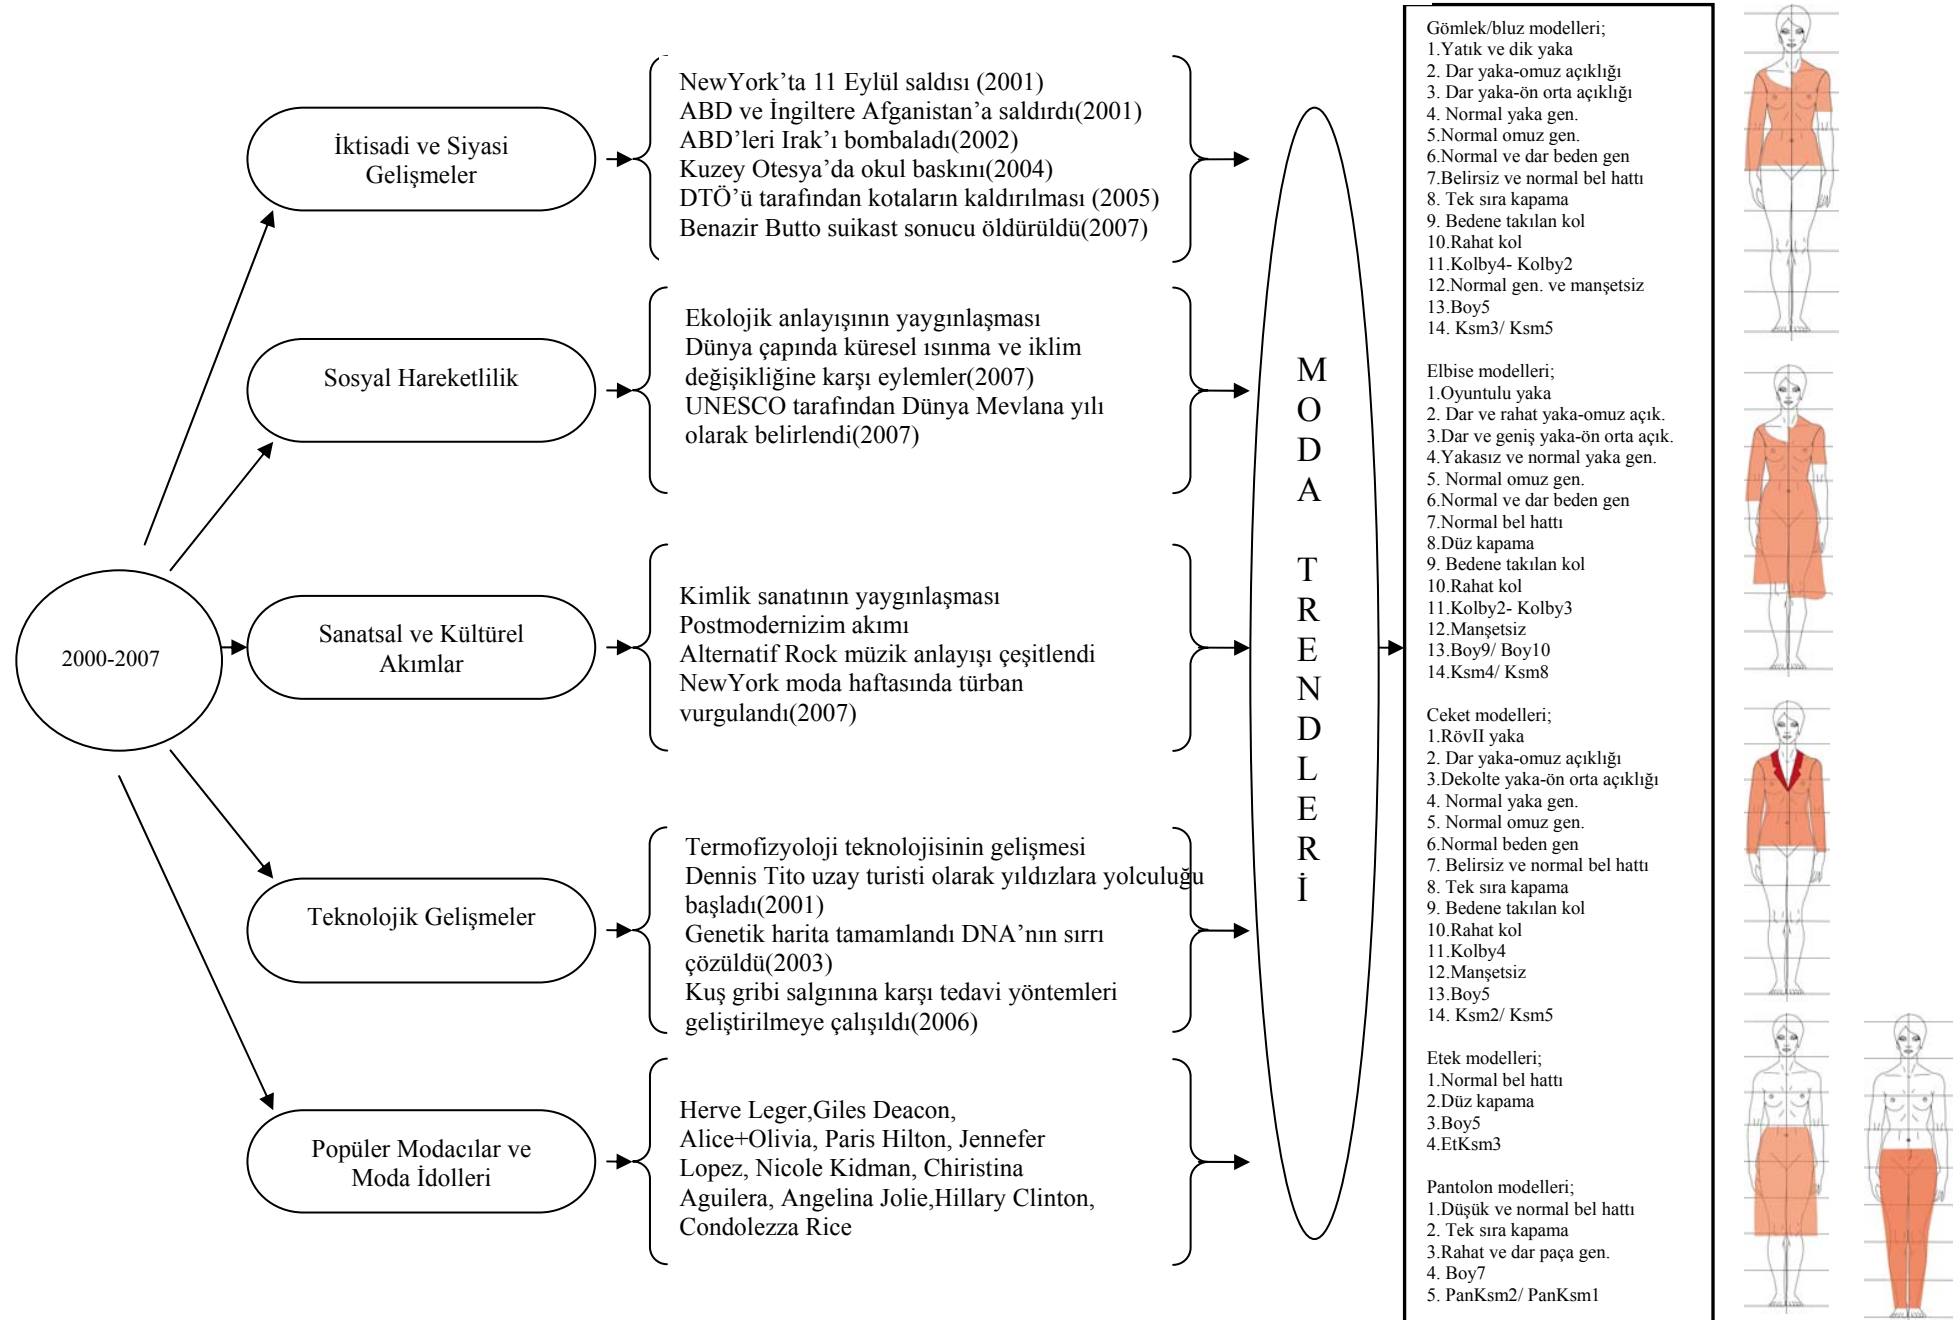 2000-2007
İktisadi ve Siyasi
Gelişmeler
NewYork’ta 11 Eylül saldısı (2001)
ABD ve İngiltere Afganistan’a saldırdı(2001)
ABD’leri Irak’ı bombaladı(2002)
Kuzey Otesya’da okul baskını(2004)
DTÖ’ü tarafından kotaların kaldırılması (2005)
Benazir Butto suikast sonucu öldürüldü(2007)
Sosyal Hareketlilik
Ekolojik anlayışının yaygınlaşması
Dünya çapında küresel ısınma ve iklim
değişikliğine karşı eylemler(2007)
UNESCO tarafından Dünya Mevlana yılı
olarak belirlendi(2007)
Sanatsal ve Kültürel
Akımlar
Kimlik sanatının yaygınlaşması
Postmodernizim akımı
Alternatif Rock müzik anlayışı çeşitlendi
NewYork moda haftasında türban
vurgulandı(2007)
Teknolojik Gelişmeler
Termofizyoloji teknolojisinin gelişmesi
Dennis Tito uzay turisti olarak yıldızlara yolculuğu
başladı(2001)
Genetik harita tamamlandı DNA’nın sırrı
çözüldü(2003)
Kuş gribi salgınına karşı tedavi yöntemleri
geliştirilmeye çalışıldı(2006)
Popüler Modacılar ve
Moda İdolleri
Herve Leger,Giles Deacon,
Alice+Olivia, Paris Hilton, Jennefer
Lopez, Nicole Kidman, Chiristina
Aguilera, Angelina Jolie,Hillary Clinton,
Condolezza Rice
MODA TRENDLERİ
Gömlek/bluz modelleri;
1.Yatık ve dik yaka
2. Dar yaka-omuz açıklığı
3. Dar yaka-ön orta açıklığı
4. Normal yaka gen.
5.Normal omuz gen.
6.Normal ve dar beden gen
7.Belirsiz ve normal bel hattı
8. Tek sıra kapama
9. Bedene takılan kol
10.Rahat kol
11.Kolby4- Kolby2
12.Normal gen. ve manşetsiz
13.Boy5
14. Ksm3/ Ksm5
Elbise modelleri;
1.Oyuntulu yaka
2. Dar ve rahat yaka-omuz açık.
3.Dar ve geniş yaka-ön orta açık.
4.Yakasız ve normal yaka gen.
5. Normal omuz gen.
6.Normal ve dar beden gen
7.Normal bel hattı
8.Düz kapama
9. Bedene takılan kol
10.Rahat kol
11.Kolby2- Kolby3
12.Manşetsiz
13.Boy9/ Boy10
14.Ksm4/ Ksm8
Ceket modelleri;
1.RövII yaka
2. Dar yaka-omuz açıklığı
3.Dekolte yaka-ön orta açıklığı
4. Normal yaka gen.
5. Normal omuz gen.
6.Normal beden gen
7. Belirsiz ve normal bel hattı
8. Tek sıra kapama
9. Bedene takılan kol
10.Rahat kol
11.Kolby4
12.Manşetsiz
13.Boy5
14. Ksm2/ Ksm5
Etek modelleri;
1.Normal bel hattı
2.Düz kapama
3.Boy5
4.EtKsm3
Pantolon modelleri;
1.Düşük ve normal bel hattı
2. Tek sıra kapama
3.Rahat ve dar paça gen.
4. Boy7
5. PanKsm2/ PanKsm1